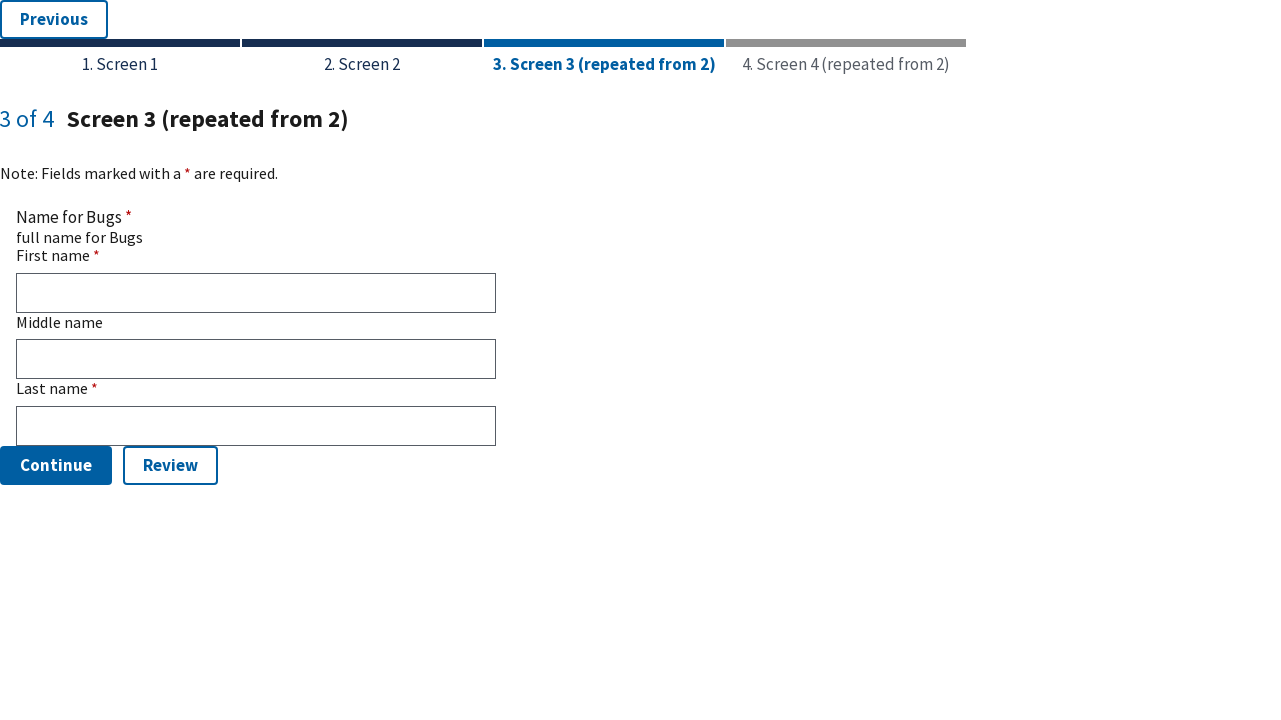 Previous
1. Screen 1
2. Screen 2
3. Screen 3 (repeated from 2)
4. Screen 4 (repeated from 2)
3 of 4 Screen 3 (repeated from 2)
Note: Fields marked with a * are required.
Name for Bugs *
full name for Bugs
First name *
Middle name
Last name *
Continue Review